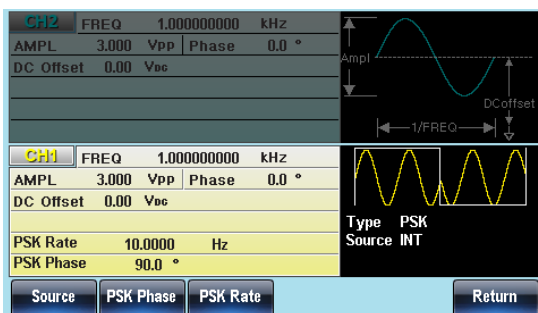 CH2 FREQ 1.000000000 kHz
AMPL 3.000 VPP Phase 0.0 °
DC Offset 0.00 VDC
Ampl
DCoffset
1/FREQ
CH1 FREQ 1.000000000 kHz
AMPL 3.000 VPP Phase 0.0 °
DC Offset 0.00 VDC
PSK Rate 10.0000 Hz
PSK Phase 90.0 °
Type PSK
Source INT
Source PSK Phase PSK Rate Return